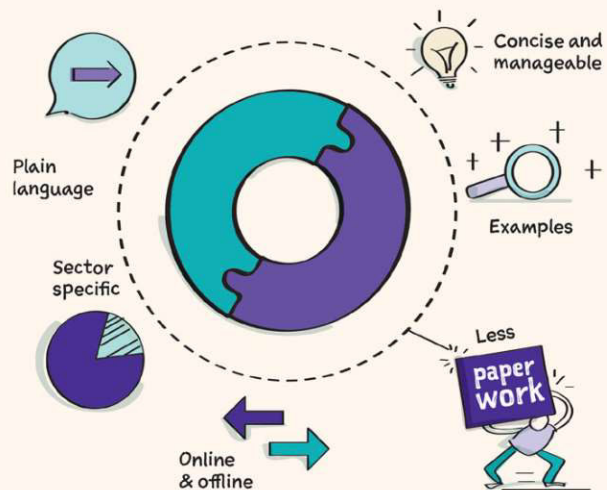 Concise and
manageable
Plain
language
Examples
Sector
specific
Less
paper
work
Online
& offline